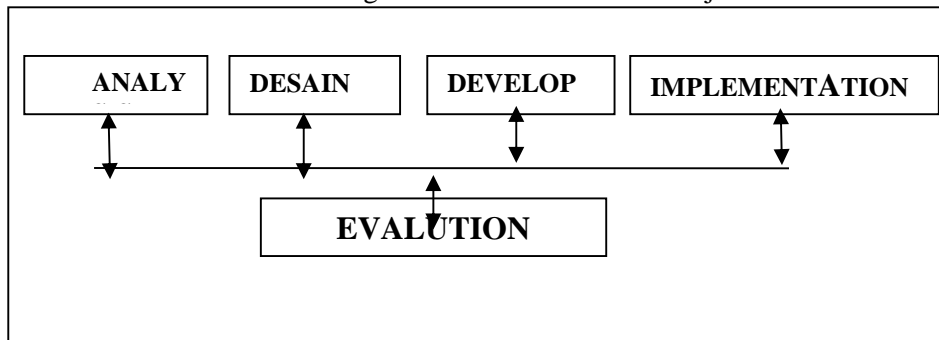 ANALY
DESAIN
DEVELOP
IMPLEMENTATION
EVALUTION